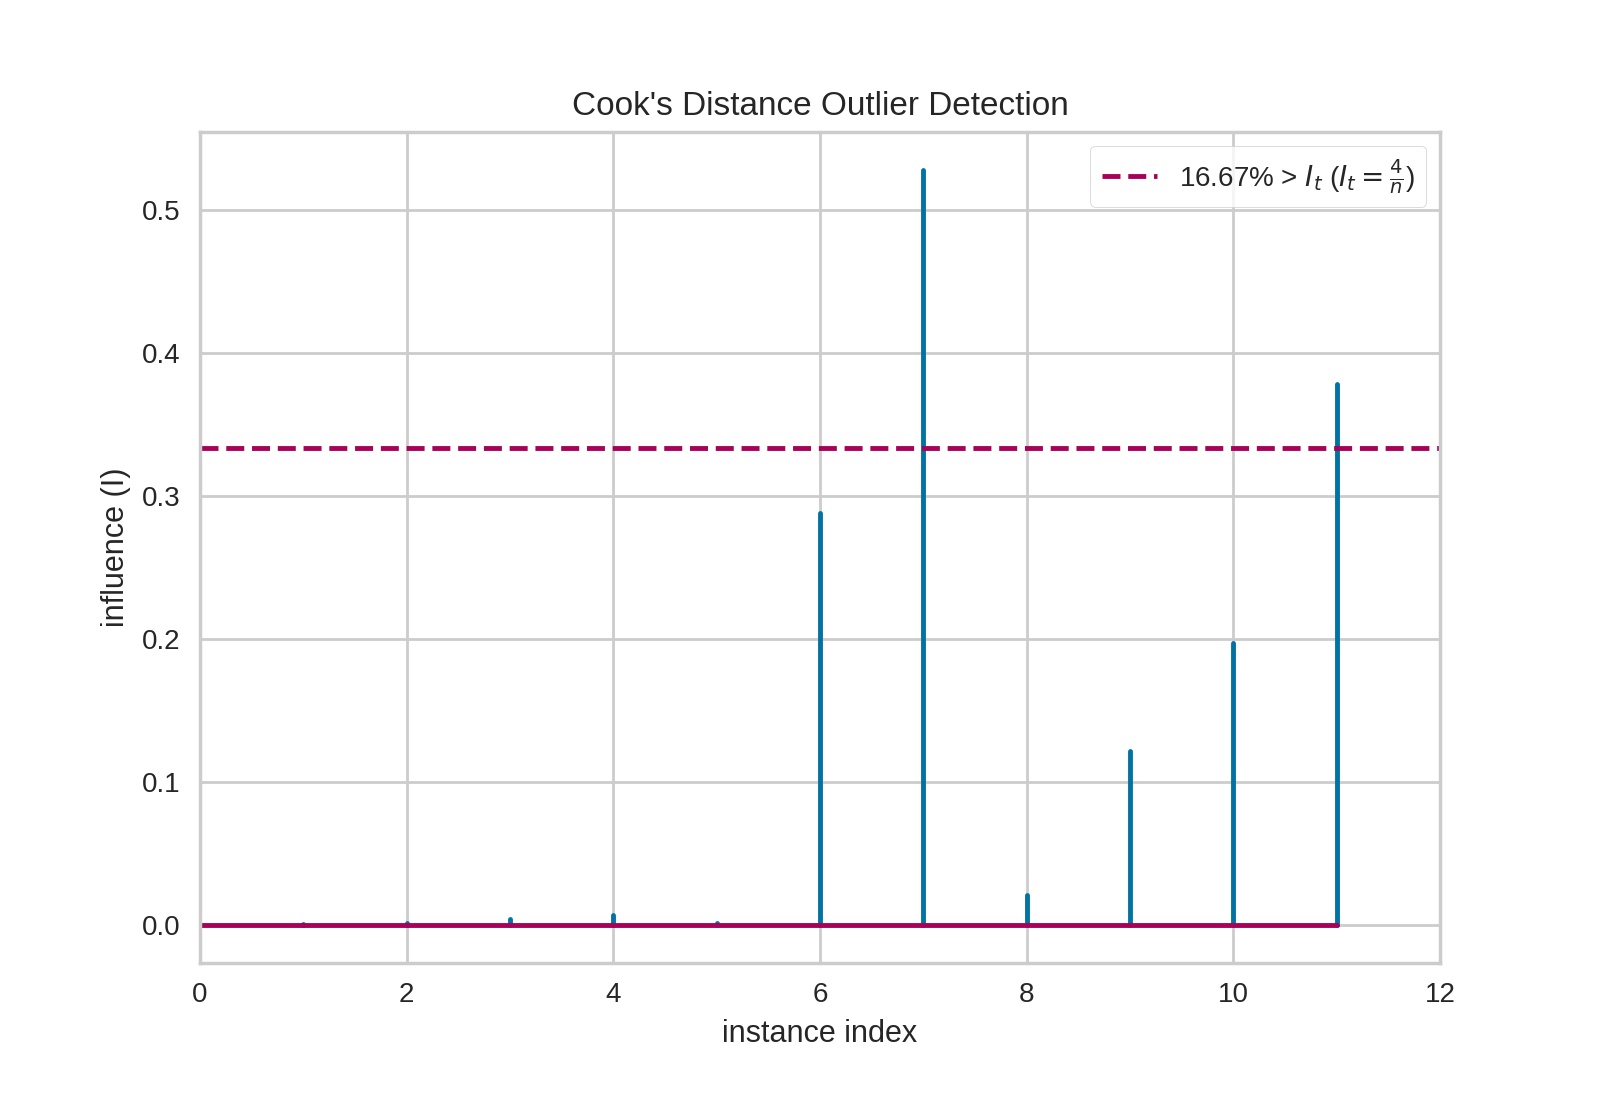 Cook's Distance Outlier Detection
16.67% > I_t (I_t = 4/n)
influence (I)
0.5
0.4
0.3
0.2
0.1
0.0
0 2 4 6 8 10 12
instance index